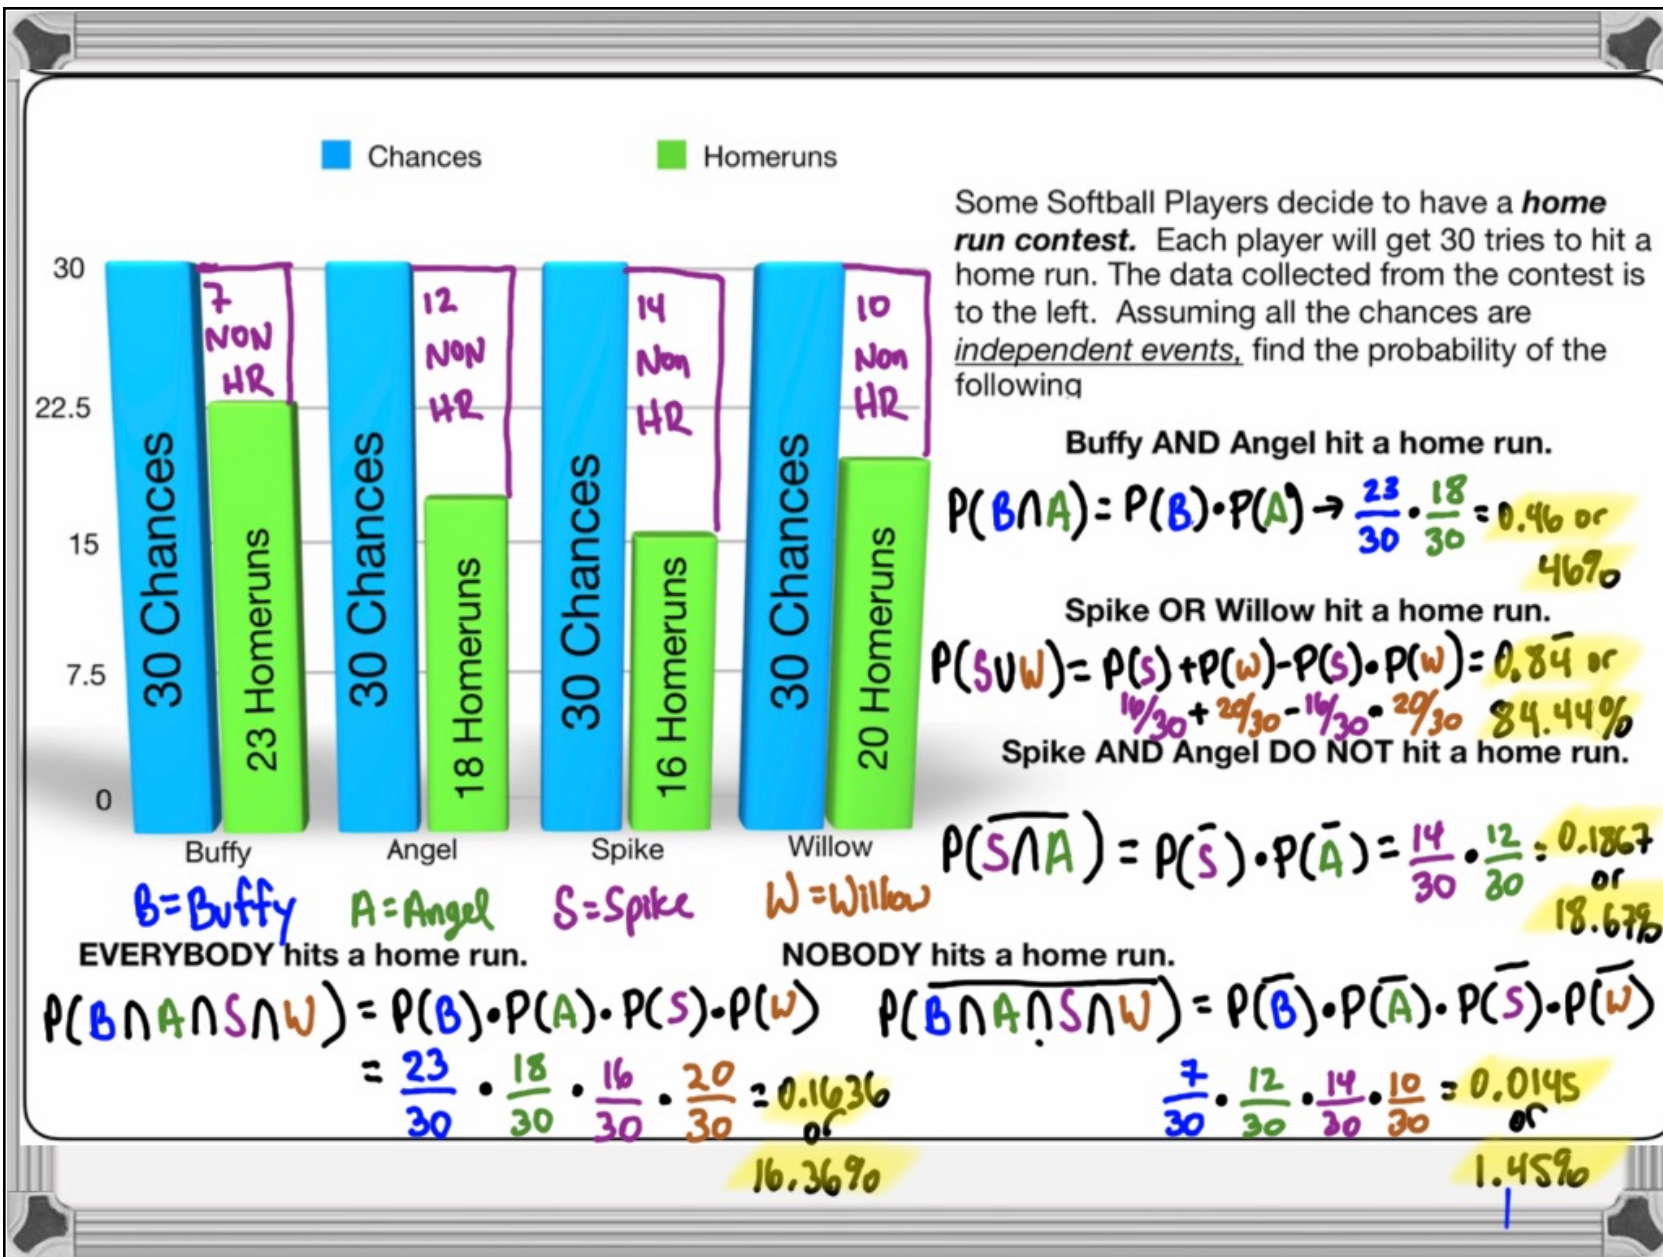 Chances
Homeruns
Some Softball Players decide to have a home
run contest. Each player will get 30 tries to hit a
home run. The data collected from the contest is
to the left. Assuming all the chances are
independent events, find the probability of the
following
30
22.5
15
7.5
0
7
NON
HR
12
NON
HR
14
Non
HR
10
Non
HR
30 Chances
23 Homeruns
30 Chances
18 Homeruns
30 Chances
16 Homeruns
30 Chances
20 Homeruns
Buffy
Angel
Spike
Willow
B=Buffy
A=Angel
S=Spike
W=Willow
Buffy AND Angel hit a home run.
P(B∩A)=P(B)•P(A)→23/30•18/30=0.46 or
46%
Spike OR Willow hit a home run.
P(S∪W)=P(S)+P(W)-P(S)•P(W)=0.84̄ or
16/30+20/30-16/30•20/30 84.44%
Spike AND Angel DO NOT hit a home run.
P(S̅∩̅A̅)=P(S̄)•P(Ā)=14/30•12/30=0.1867
or
18.67%
EVERYBODY hits a home run.
P(B∩A∩S∩W)=P(B)•P(A)•P(S)•P(W)
=23/30•18/30•16/30•20/30=0.1636
or
16.36%
NOBODY hits a home run.
P(B̅∩̅A̅∩̅S̅∩̅W̅)=P(B̄)•P(Ā)•P(S̄)•P(W̄)
7/30•12/30•14/30•10/30=0.0145
or
1.45%